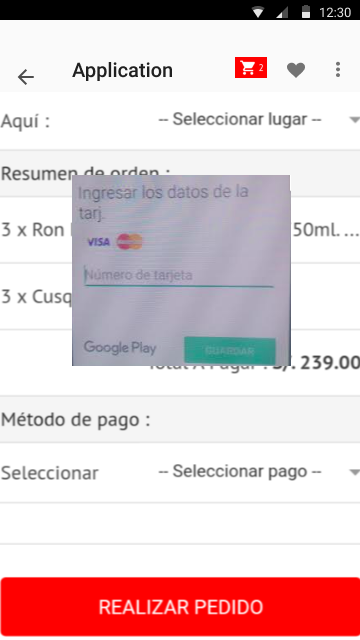 12:30
Application
2
Aquí :
-- Seleccionar lugar --
Resumen de orden :
Ingresar los datos de la
tarj.
VISA
3 x Ron
50ml. ...
Número de tarjeta
3 x Cusq
Google Play
GUARDAR
Total A Pagar : S/. 239.00
Método de pago :
Seleccionar
-- Seleccionar pago --
REALIZAR PEDIDO